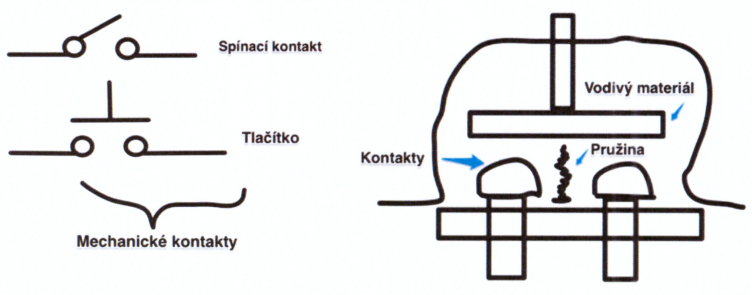 Spínací kontakt
Tlačítko
Mechanické kontakty
Vodivý materiál
Kontakty
Pružina